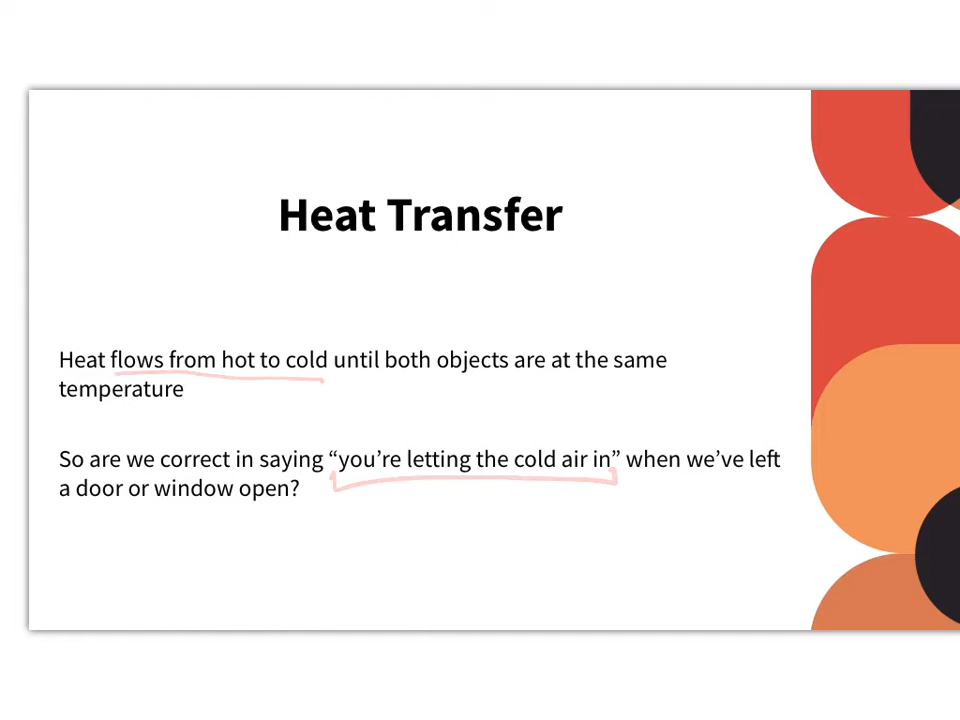 Heat Transfer
Heat flows from hot to cold until both objects are at the same
temperature
So are we correct in saying “you’re letting the cold air in” when we’ve left
a door or window open?